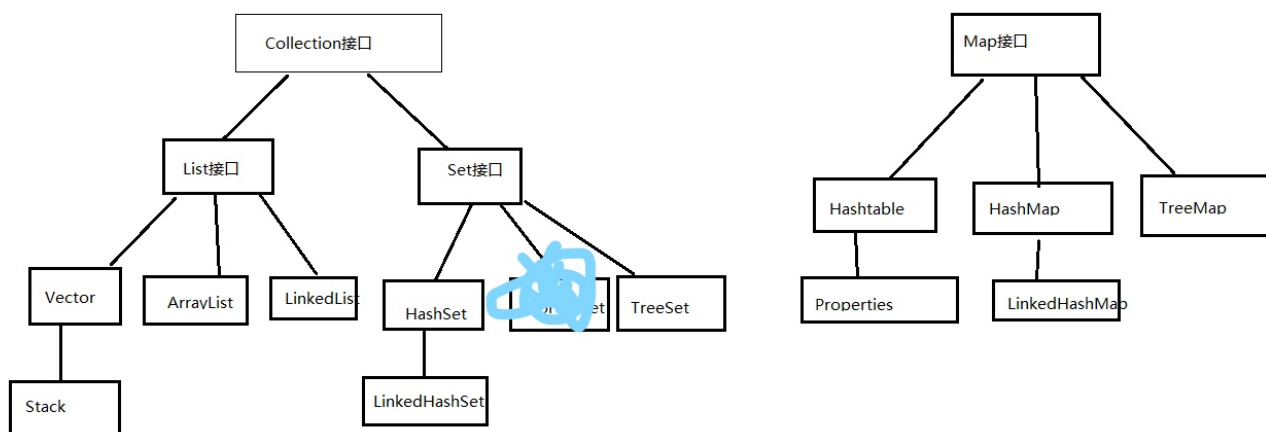 Collection接口
Map接口
List接口
Set接口
Hashtable
HashMap
TreeMap
Vector
ArrayList
LinkedList
HashSet
TreeSet
Properties
LinkedHashMap
Stack
LinkedHashSet